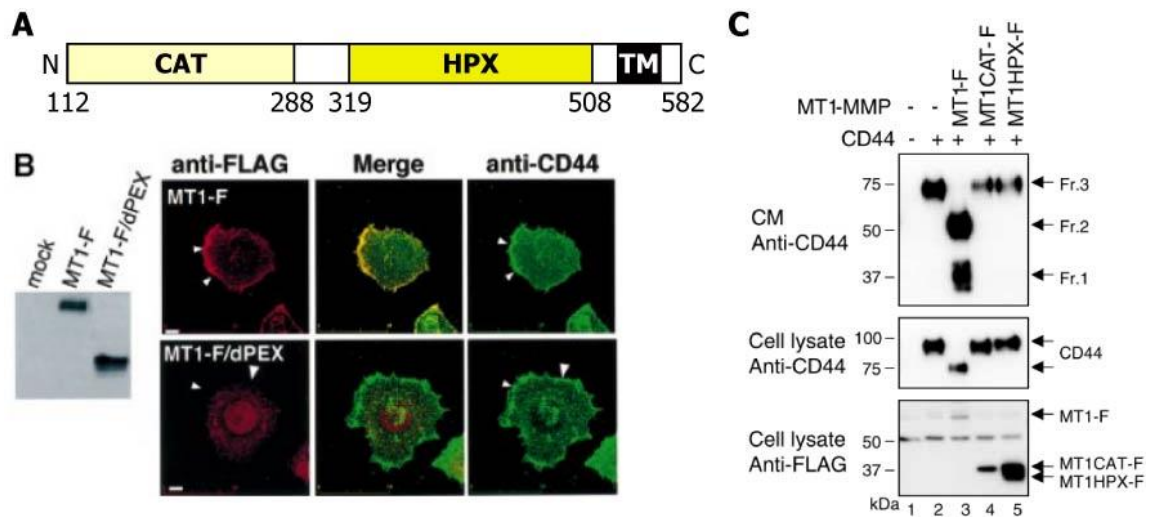 A
N CAT HPX TM C
112 288 319 508 582
B
mock
MT1-F
MT1-F/dPEX
anti-FLAG Merge anti-CD44
MT1-F
MT1-F/dPEX
C
MT1-F
MT1CAT-F
MT1HPX-F
MT1-MMP - -
CD44 - + + + +
CM
Anti-CD44
75
50
37
Fr.3
Fr.2
Fr.1
Cell lysate
Anti-CD44
100
75
CD44
Cell lysate
Anti-FLAG
50
37
MT1-F
MT1CAT-F
MT1HPX-F
kDa 1 2 3 4 5